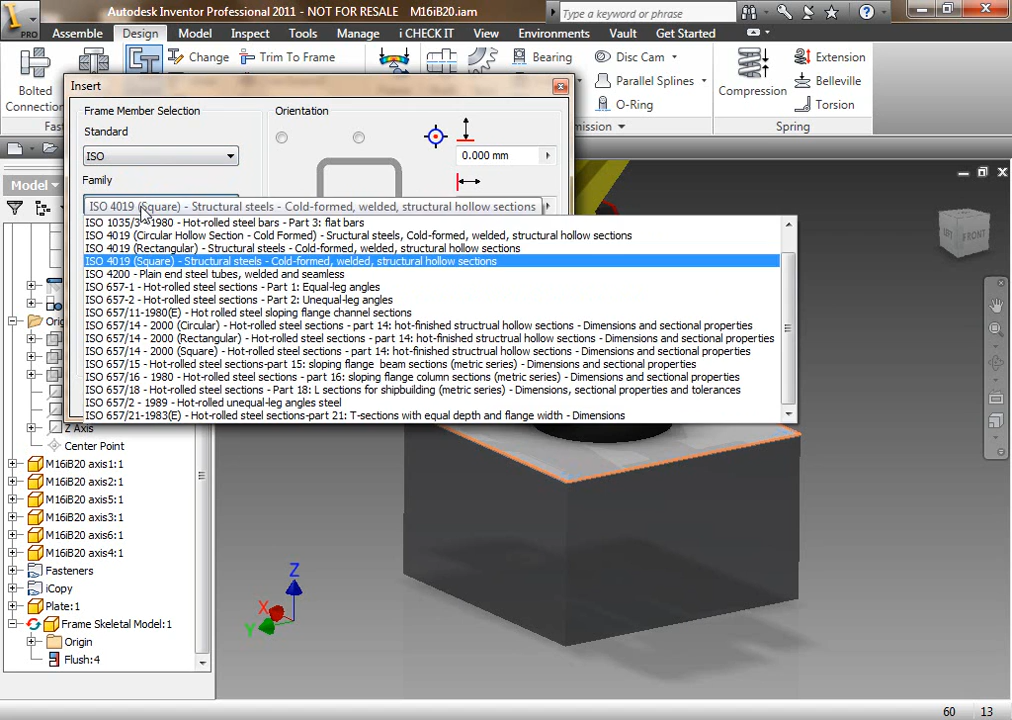 Autodesk Inventor Professional 2011 - NOT FOR RESALE M16iB20.iam
Type a keyword or phrase
PRO
Assemble Design Model Inspect Tools Manage i CHECK IT View Environments Vault Get Started
Bolted
Connection
Change
Trim To Frame
Bearing
Disc Cam
Parallel Splines
O-Ring
Compression
Extension
Belleville
Torsion
Spring
Insert
Frame Member Selection
Standard
ISO
Family
Orientation
0.000 mm
ISO 4019 (Square) - Structural steels - Cold-formed, welded, structural hollow sections
ISO 1035/3 - 1980 - Hot-rolled steel bars - Part 3: flat bars
ISO 4019 (Circular Hollow Section - Cold Formed) - Structural steels, Cold-formed, welded, structural hollow sections
ISO 4019 (Rectangular) - Structural steels - Cold-formed, welded, structural hollow sections
ISO 4019 (Square) - Structural steels - Cold-formed, welded, structural hollow sections
ISO 4200 - Plain end steel tubes, welded and seamless
ISO 657-1 - Hot-rolled steel sections - Part 1: Equal-leg angles
ISO 657-2 - Hot-rolled steel sections - Part 2: Unequal-leg angles
ISO 657/11-1980(E) - Hot rolled steel sloping flange channel sections
ISO 657/14 - 2000 (Circular) - Hot-rolled steel sections - part 14: hot-finished structrual hollow sections - Dimensions and sectional properties
ISO 657/14 - 2000 (Rectangular) - Hot-rolled steel sections - part 14: hot-finished structrual hollow sections - Dimensions and sectional properties
ISO 657/14 - 2000 (Square) - Hot-rolled steel sections - part 14: hot-finished structrual hollow sections - Dimensions and sectional properties
ISO 657/15 - Hot-rolled steel sections-part 15: sloping flange beam sections (metric series) - Dimensions and sectional properties
ISO 657/16 - 1980 - Hot-rolled steel sections - part 16: sloping flange column sections (metric series) - Dimensions and sectional properties
ISO 657/18 - Hot-rolled steel sections - Part 18: L sections for shipbuilding (metric series) - Dimensions, sectional properties and tolerances
ISO 657/2 - 1989 - Hot-rolled unequal-leg angles steel
ISO 657/21-1983(E) - Hot-rolled steel sections-part 21: T-sections with equal depth and flange width - Dimensions
Model
Z Axis
Center Point
M16iB20 axis1:1
M16iB20 axis2:1
M16iB20 axis5:1
M16iB20 axis3:1
M16iB20 axis6:1
M16iB20 axis4:1
Fasteners
iCopy
Plate:1
Frame Skeletal Model:1
Origin
Flush:4
FRONT
Z
X
Y
60 13